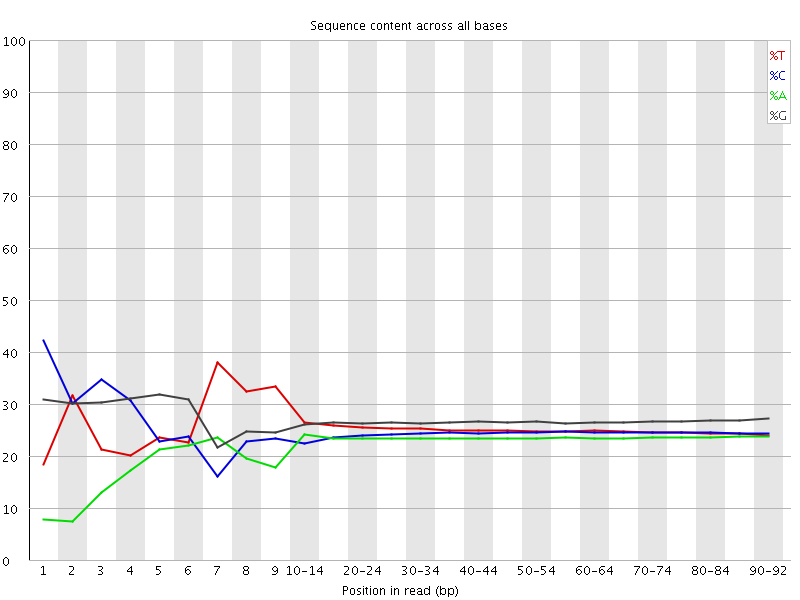 Sequence content across all bases
100
90
80
70
60
50
40
30
20
10
0
%T
%C
%A
%G
1 2 3 4 5 6 7 8 9 10-14 20-24 30-34 40-44 50-54 60-64 70-74 80-84 90-92
Position in read (bp)